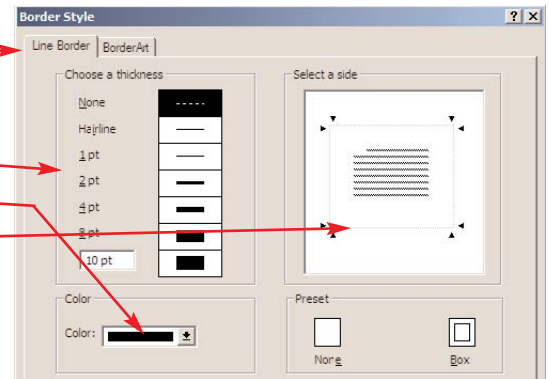 Border Style
Line Border BorderArt
Choose a thickness
None
Hairline
1 pt
2 pt
4 pt
8 pt
10 pt
Select a side
Color
Color:
Preset
None
Box